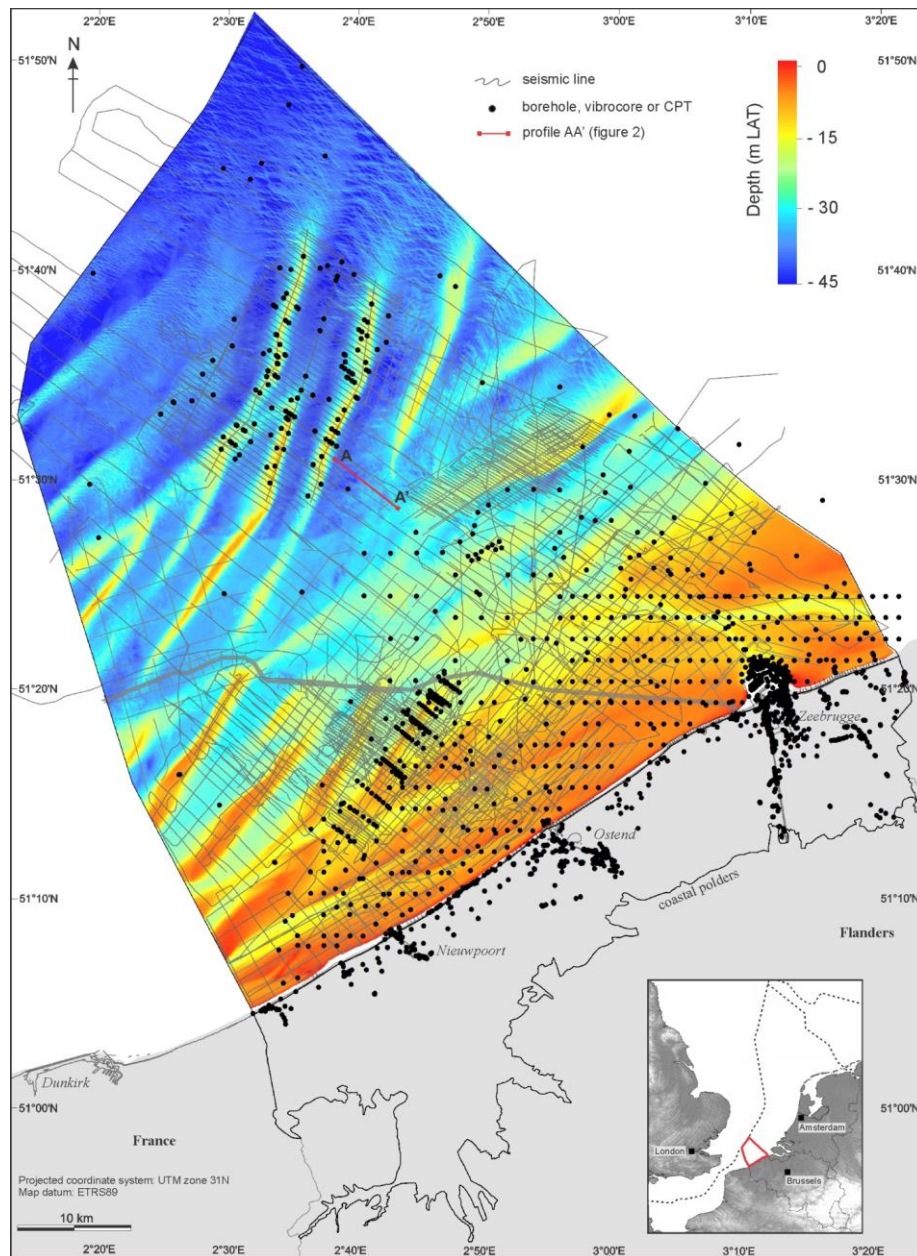 2°20'E 2°30'E 2°40'E 2°50'E 3°00'E 3°10'E 3°20'E
51°50'N 51°50'N
N
seismic line
borehole, vibrocore or CPT
profile AA' (figure 2)
Depth (m LAT)
0
- 15
- 30
- 45
51°40'N 51°40'N
A
A'
51°30'N 51°30'N
51°20'N 51°20'N
Zeebrugge
Ostend
coastal polders
51°10'N 51°10'N
Flanders
Nieuwpoort
Dunkirk
51°00'N 51°00'N
France
Amsterdam
London
Brussels
Projected coordinate system: UTM zone 31N
Map datum: ETRS89
10 km
2°20'E 2°30'E 2°40'E 2°50'E 3°00'E 3°10'E 3°20'E